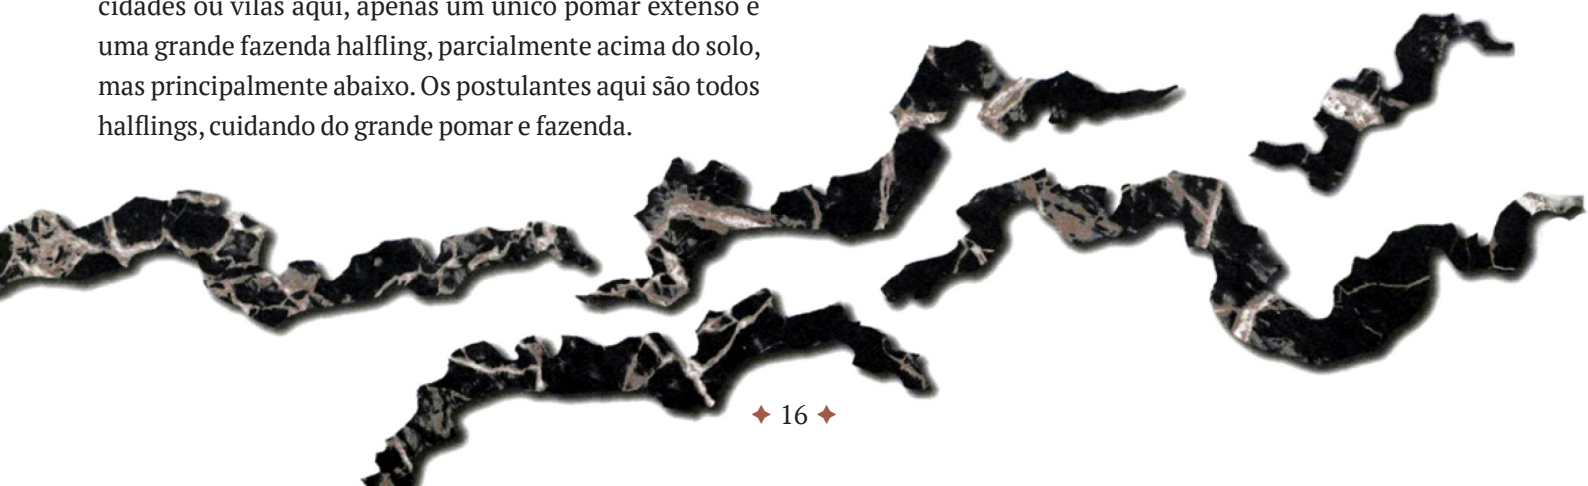 cidades ou vilas aqui, apenas um único pomar extenso e
uma grande fazenda halfling, parcialmente acima do solo,
mas principalmente abaixo. Os postulantes aqui são todos
halflings, cuidando do grande pomar e fazenda.
16